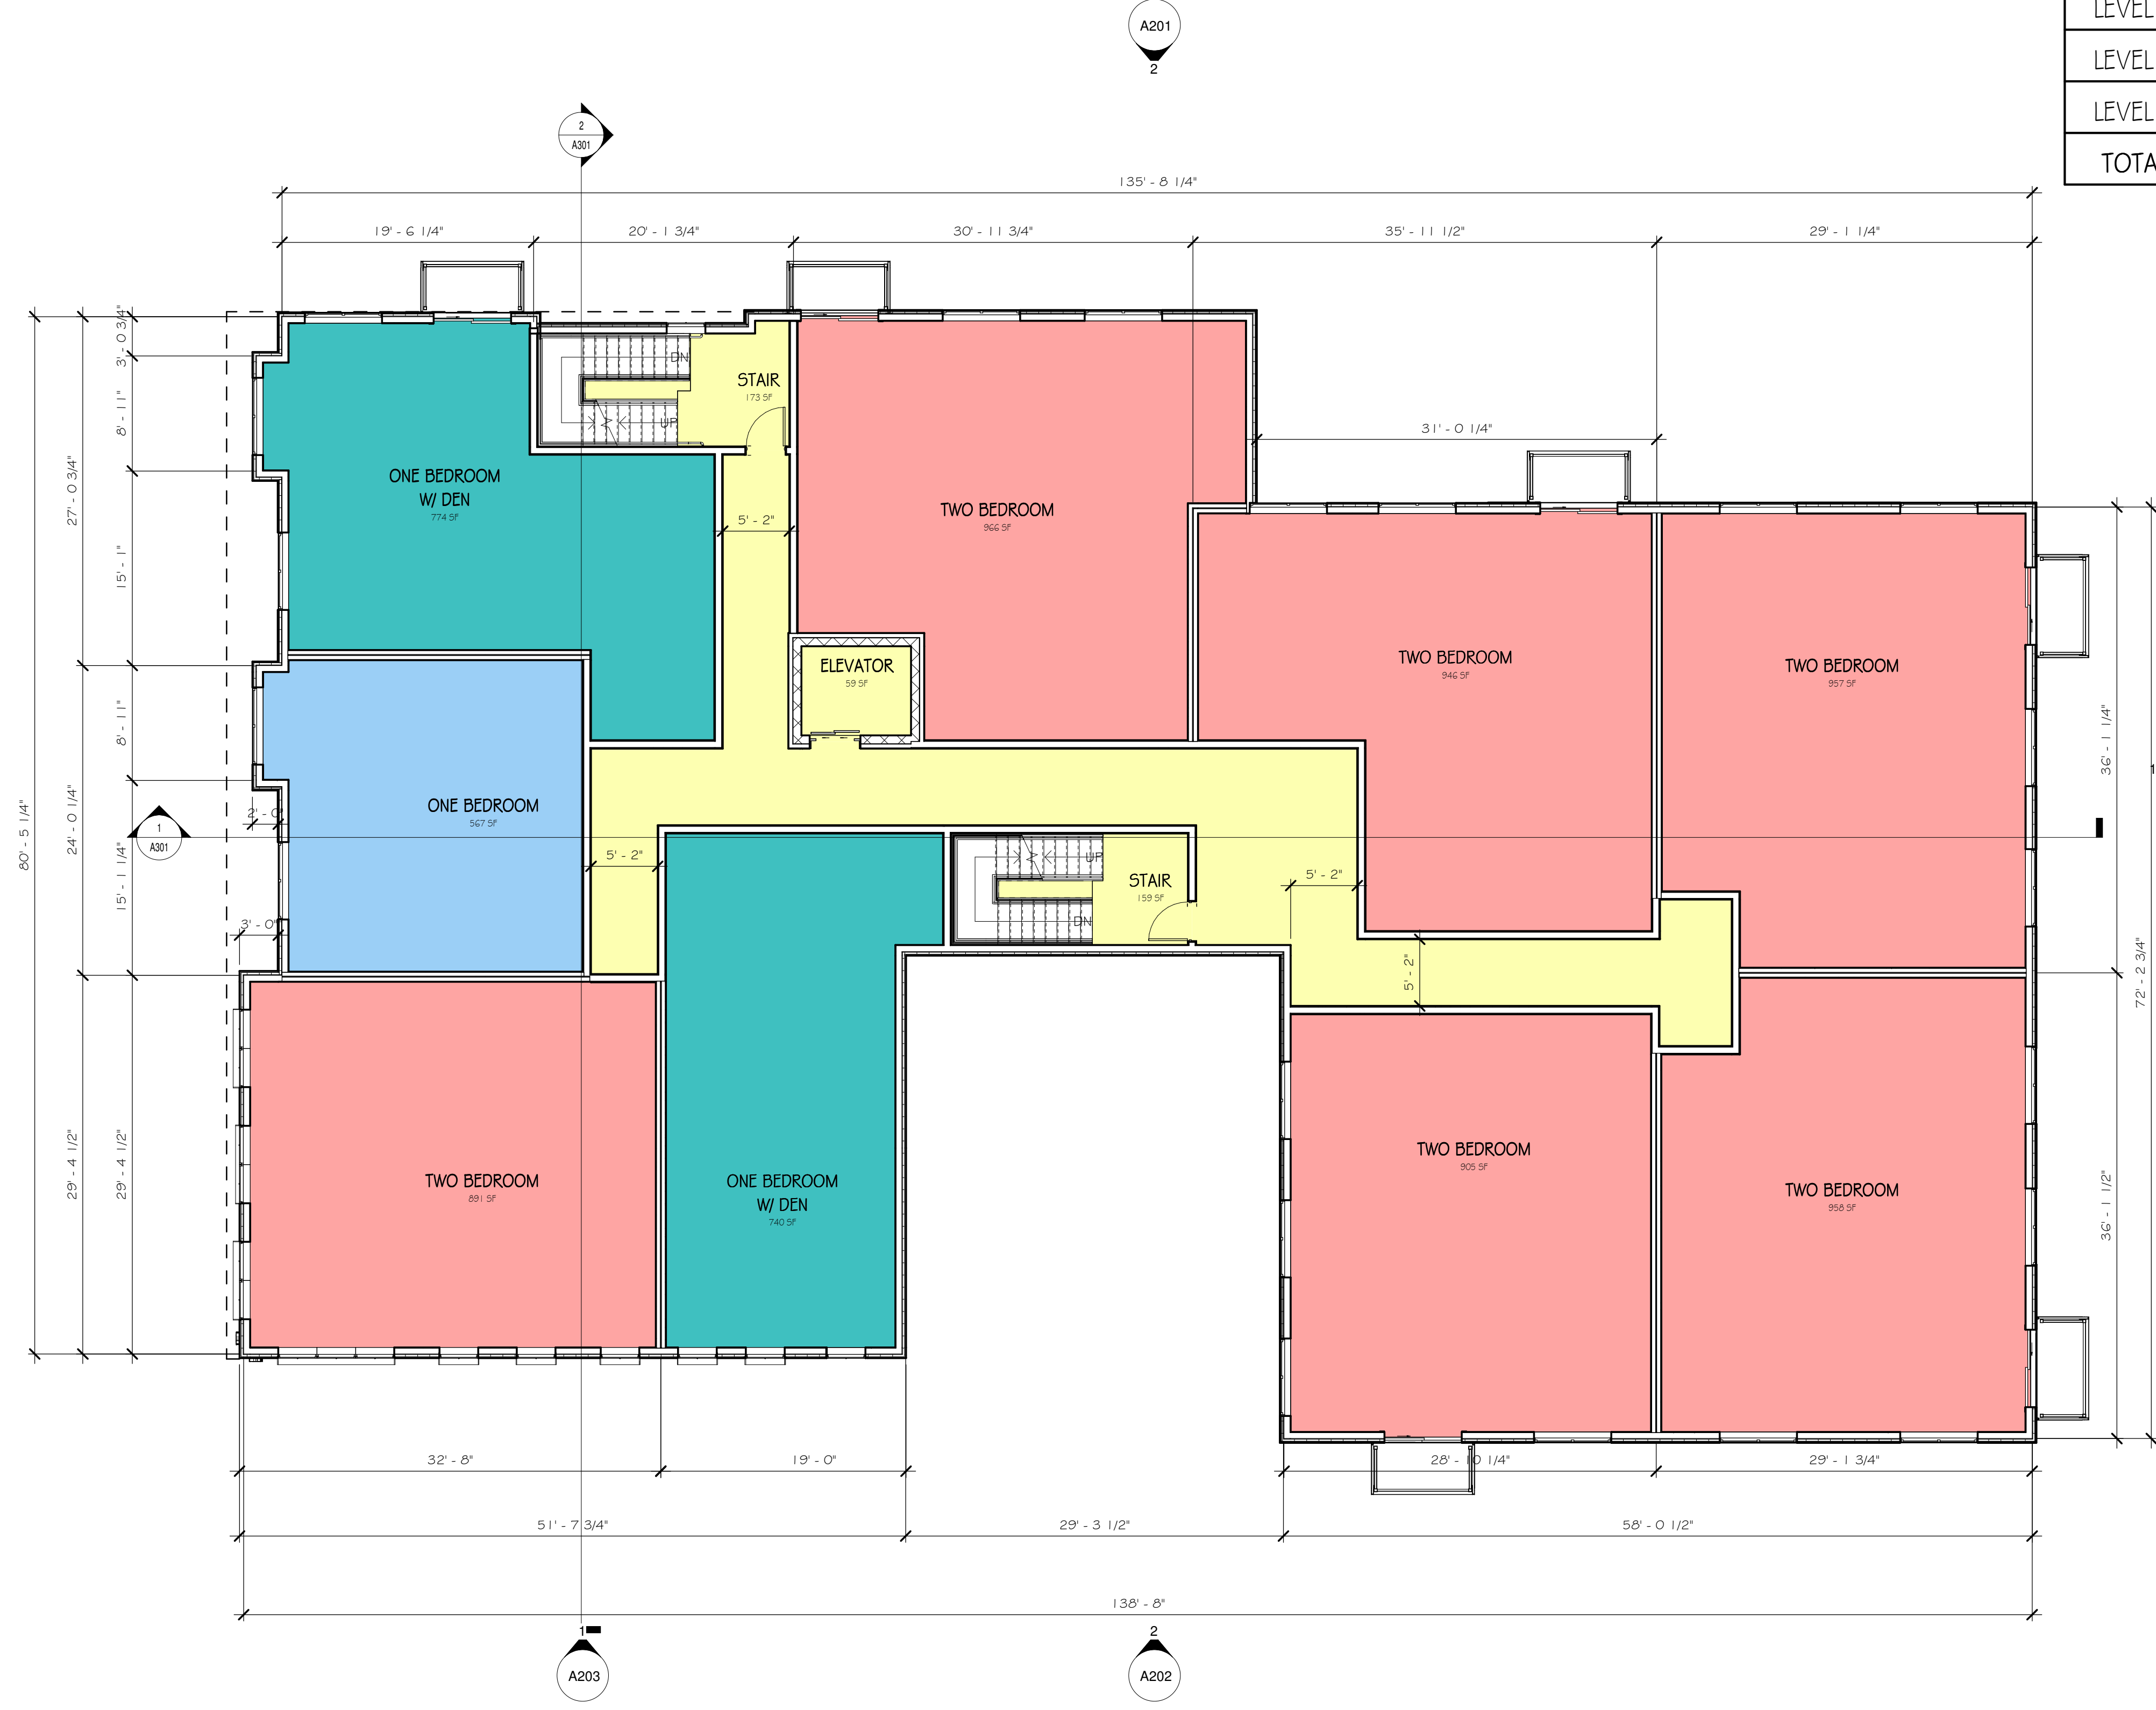 A201
2
LEVEL
LEVEL
LEVEL
TOTA
2
A301
135' - 8 1/4"
19' - 6 1/4"
20' - 1 3/4"
30' - 11 3/4"
35' - 11 1/2"
29' - 1 1/4"
3' - 0 3/4"
8' - 11"
15' - 1"
8' - 11"
15' - 1 1/4"
29' - 4 1/2"
27' - 0 3/4"
24' - 0 1/4"
29' - 4 1/2"
80' - 5 1/4"
DN
STAIR
173 SF
UP
31' - 0 1/4"
ONE BEDROOM
W/ DEN
774 SF
5' - 2"
TWO BEDROOM
966 SF
ELEVATOR
59 SF
TWO BEDROOM
946 SF
TWO BEDROOM
957 SF
36' - 1 1/4"
1
72' - 2 3/4"
36' - 1 1/2"
2' - 0"
1
A301
ONE BEDROOM
567 SF
5' - 2"
UP
STAIR
159 SF
DN
5' - 2"
3' - 0"
5' - 2"
TWO BEDROOM
891 SF
ONE BEDROOM
W/ DEN
740 SF
TWO BEDROOM
905 SF
TWO BEDROOM
958 SF
32' - 8"
19' - 0"
28' - 10 1/4"
29' - 1 3/4"
51' - 7 3/4"
29' - 3 1/2"
58' - 0 1/2"
138' - 8"
1
A203
2
A202